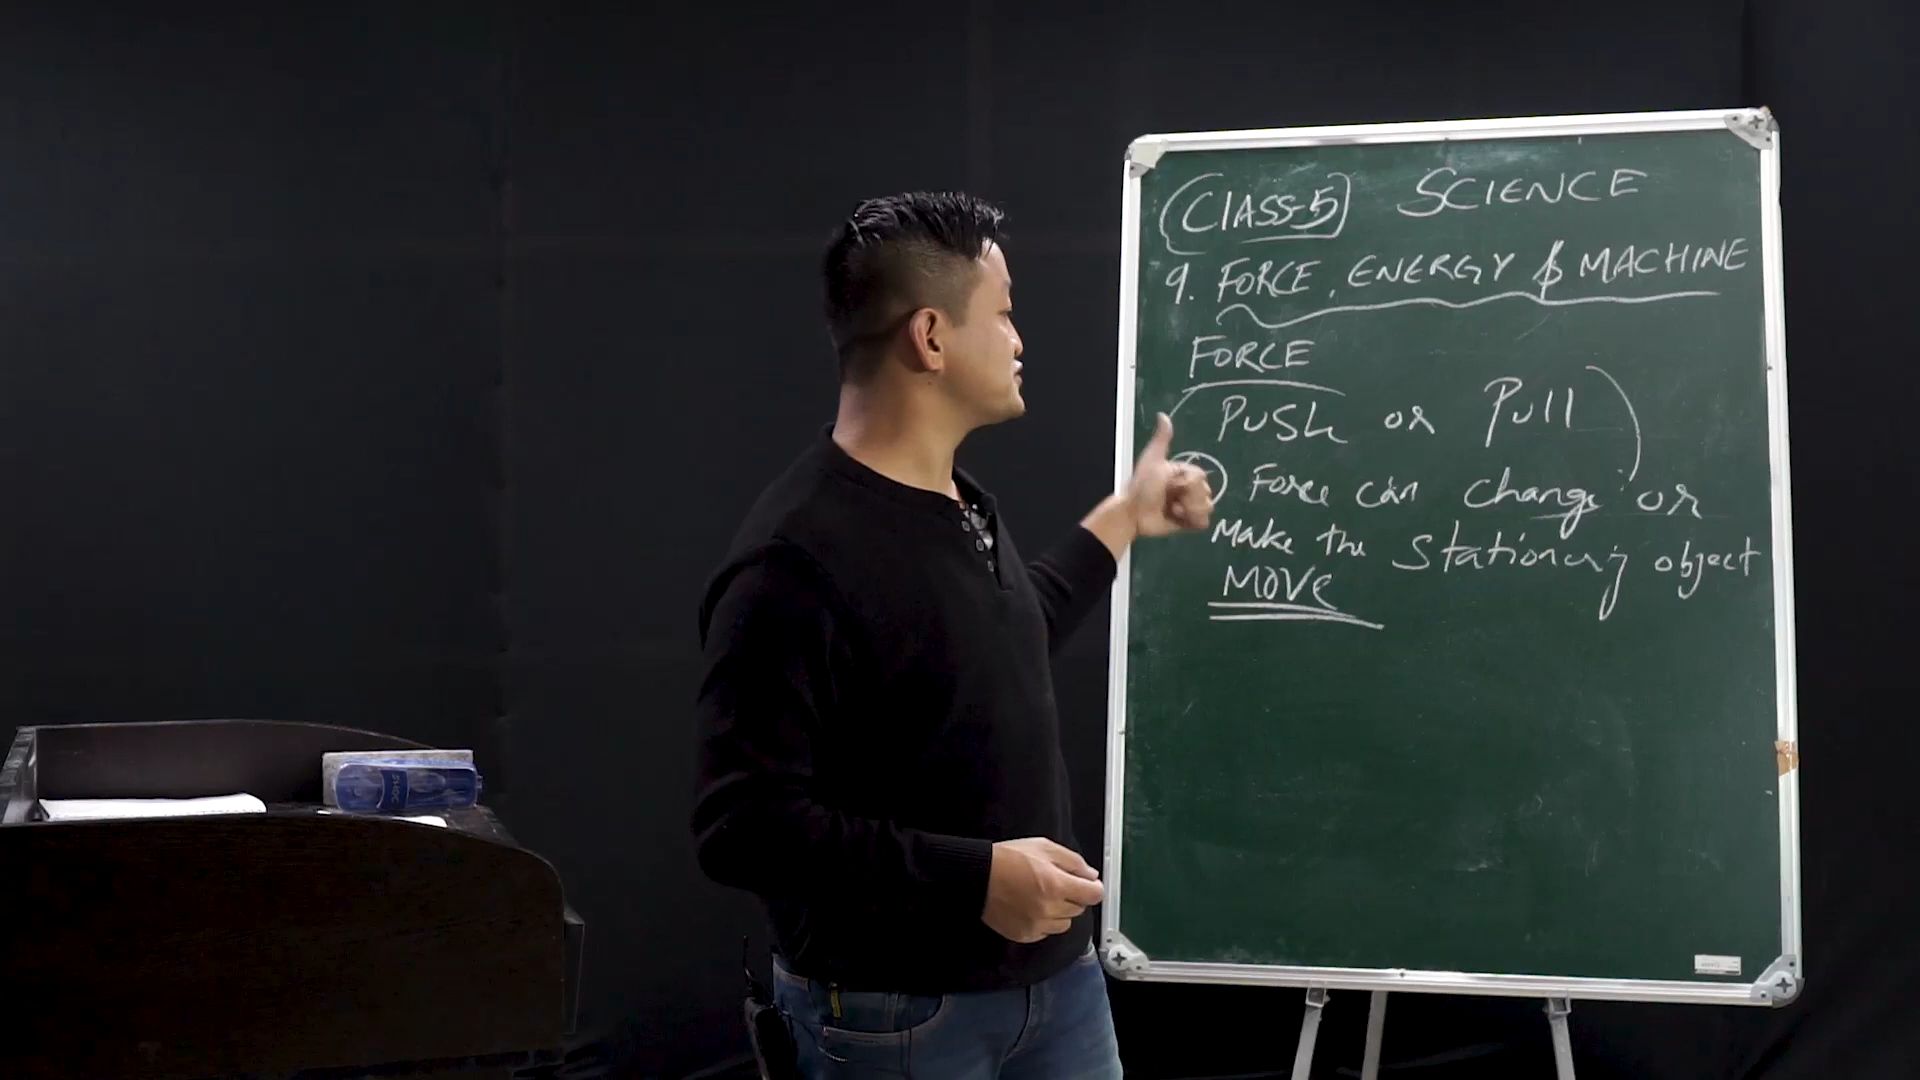 CLASS-5 SCIENCE
9. FORCE, ENERGY & MACHINE
FORCE
PUSH or Pull
Force can change or
Make the Stationery object
MOVE